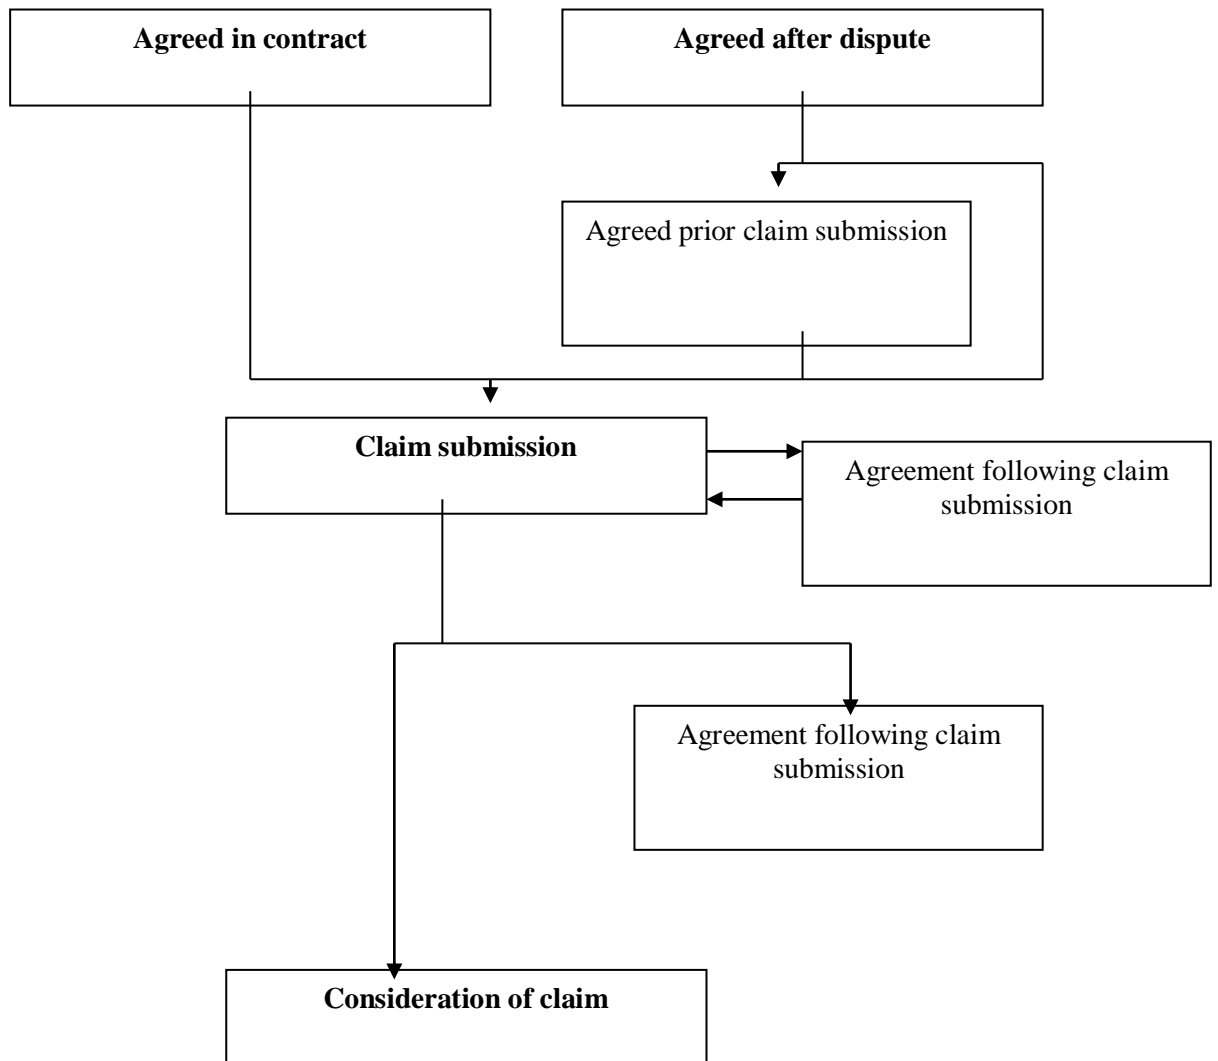 Agreed in contract
Agreed after dispute
Agreed prior claim submission
Claim submission
Agreement following claim
submission
Agreement following claim
submission
Consideration of claim